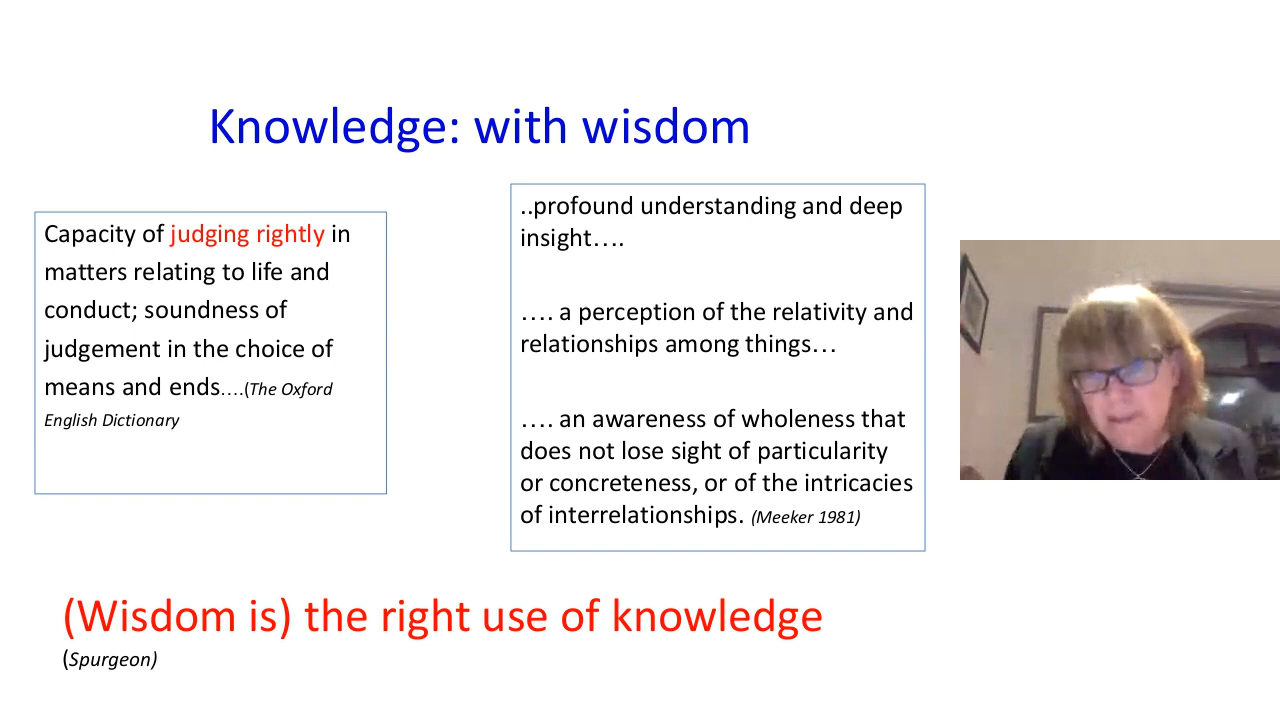 Knowledge: with wisdom
Capacity of judging rightly in
matters relating to life and
conduct; soundness of
judgement in the choice of
means and ends….(The Oxford
English Dictionary
..profound understanding and deep
insight….
…. a perception of the relativity and
relationships among things…
…. an awareness of wholeness that
does not lose sight of particularity
or concreteness, or of the intricacies
of interrelationships. (Meeker 1981)
(Wisdom is) the right use of knowledge
(Spurgeon)